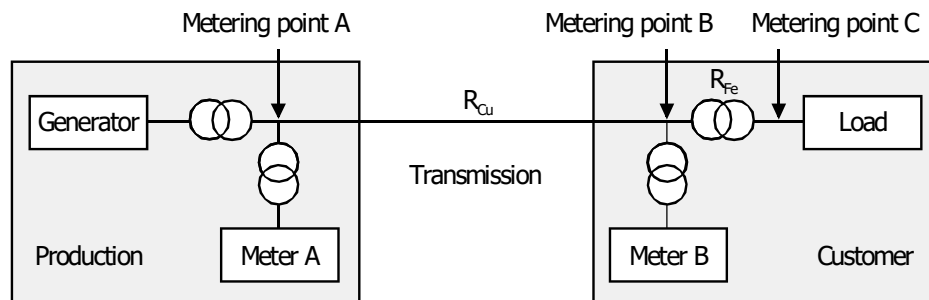 Metering point A
Metering point B
Metering point C
Generator
R_Cu
R_Fe
Load
Transmission
Production
Meter A
Meter B
Customer